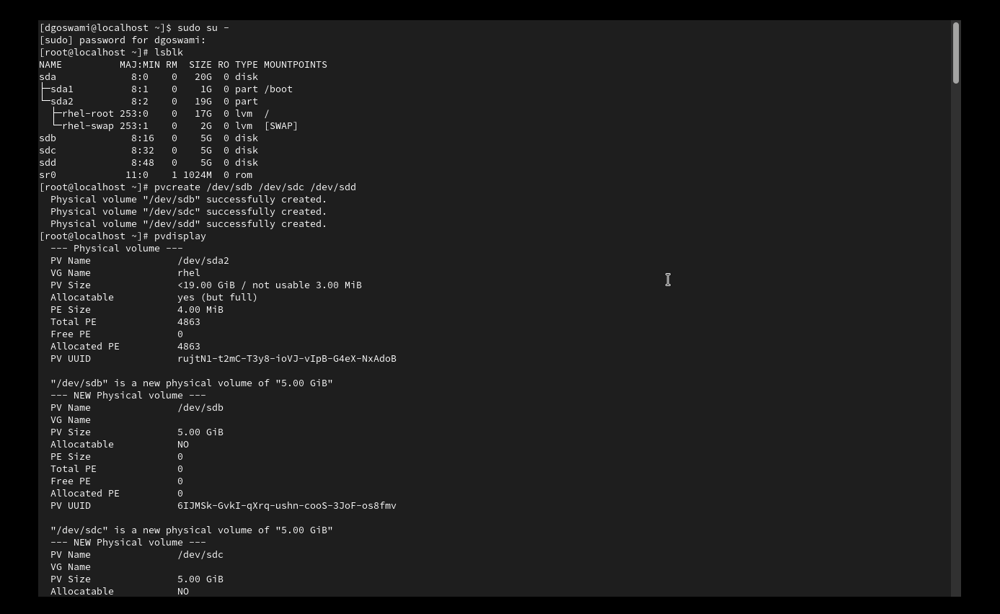 [dgoswami@localhost ~]$ sudo su -
[sudo] password for dgoswami:
[root@localhost ~]# lsblk
NAME          MAJ:MIN RM  SIZE RO TYPE MOUNTPOINTS
sda             8:0    0   20G  0 disk
├─sda1          8:1    0    1G  0 part /boot
└─sda2          8:2    0   19G  0 part
  ├─rhel-root 253:0    0   17G  0 lvm  /
  └─rhel-swap 253:1    0    2G  0 lvm  [SWAP]
sdb             8:16   0    5G  0 disk
sdc             8:32   0    5G  0 disk
sdd             8:48   0    5G  0 disk
sr0            11:0    1 1024M  0 rom
[root@localhost ~]# pvcreate /dev/sdb /dev/sdc /dev/sdd
  Physical volume "/dev/sdb" successfully created.
  Physical volume "/dev/sdc" successfully created.
  Physical volume "/dev/sdd" successfully created.
[root@localhost ~]# pvdisplay
  --- Physical volume ---
  PV Name               /dev/sda2
  VG Name               rhel
  PV Size               <19.00 GiB / not usable 3.00 MiB
  Allocatable           yes (but full)
  PE Size               4.00 MiB
  Total PE              4863
  Free PE               0
  Allocated PE          4863
  PV UUID               rujtN1-t2mC-T3y8-ioVJ-vIpB-G4eX-NxAdoB

  "/dev/sdb" is a new physical volume of "5.00 GiB"
  --- NEW Physical volume ---
  PV Name               /dev/sdb
  VG Name
  PV Size               5.00 GiB
  Allocatable           NO
  PE Size               0
  Total PE              0
  Free PE               0
  Allocated PE          0
  PV UUID               6IJMSk-GvkI-qXrq-ushn-cooS-3JoF-os8fmv

  "/dev/sdc" is a new physical volume of "5.00 GiB"
  --- NEW Physical volume ---
  PV Name               /dev/sdc
  VG Name
  PV Size               5.00 GiB
  Allocatable           NO